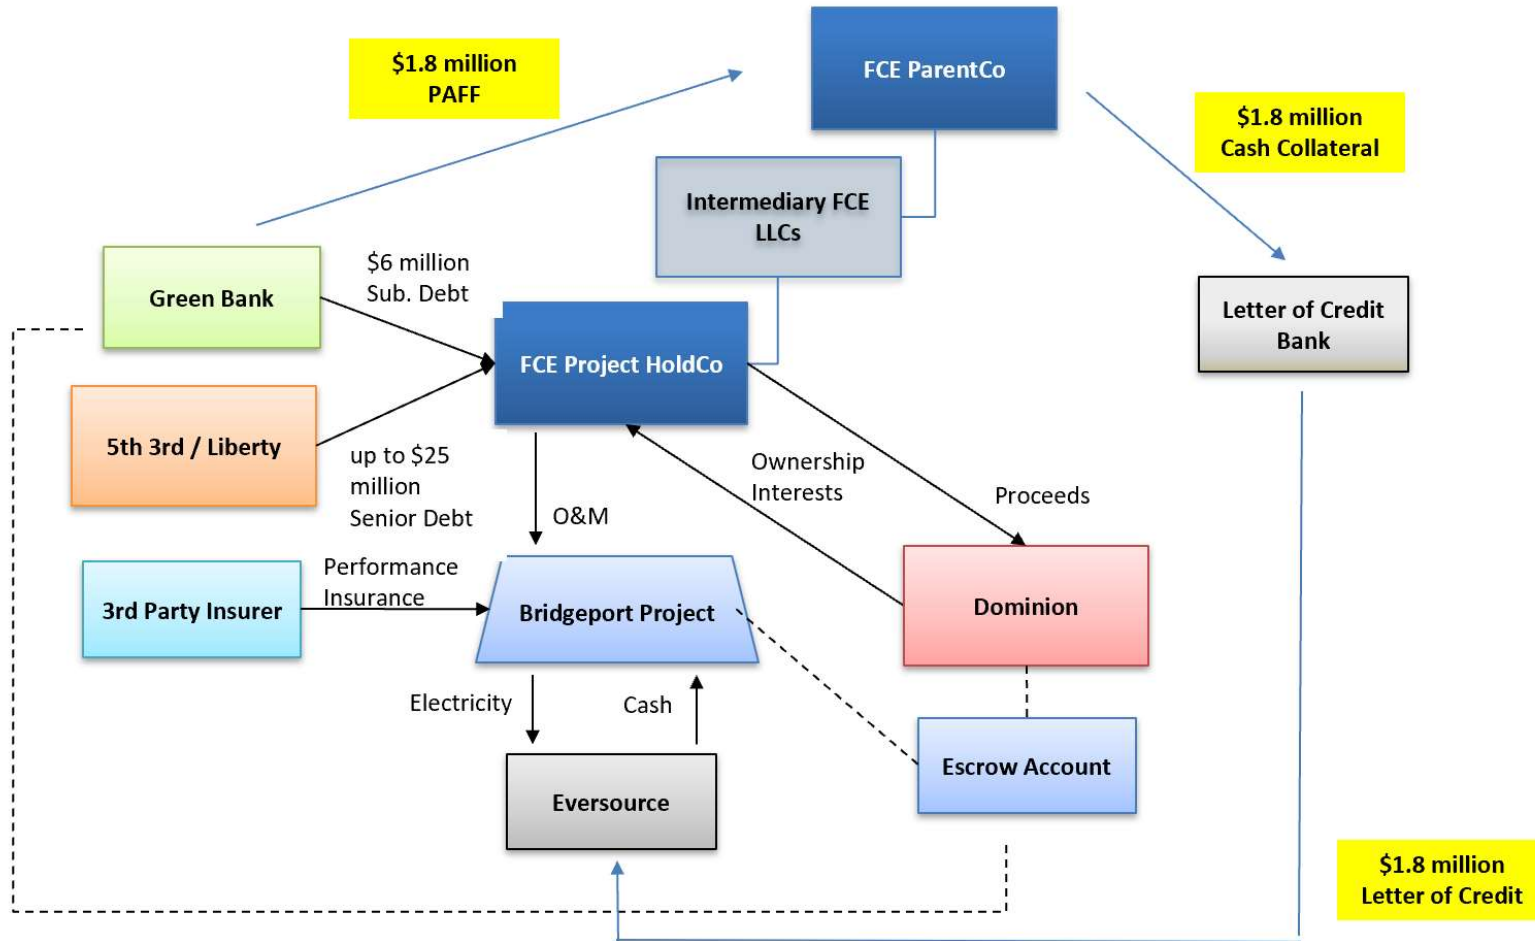 $1.8 million
PAFF
FCE ParentCo
$1.8 million
Cash Collateral
Intermediary FCE
LLCs
$6 million
Sub. Debt
Green Bank
Letter of Credit
Bank
FCE Project HoldCo
5th 3rd / Liberty
up to $25
million
Senior Debt
Ownership
Interests
Proceeds
O&M
Performance
Insurance
3rd Party Insurer
Bridgeport Project
Dominion
Electricity
Cash
Escrow Account
Eversource
$1.8 million
Letter of Credit